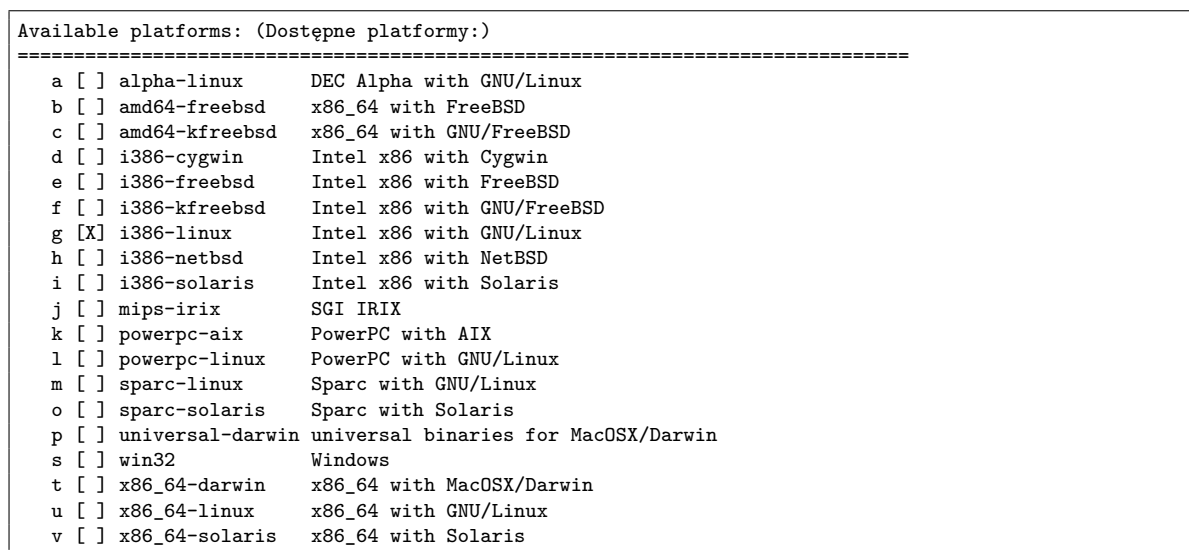 Available platforms: (Dostępne platformy:)
===============================================================================
   a [ ] alpha-linux      DEC Alpha with GNU/Linux
   b [ ] amd64-freebsd    x86_64 with FreeBSD
   c [ ] amd64-kfreebsd   x86_64 with GNU/FreeBSD
   d [ ] i386-cygwin      Intel x86 with Cygwin
   e [ ] i386-freebsd     Intel x86 with FreeBSD
   f [ ] i386-kfreebsd    Intel x86 with GNU/FreeBSD
   g [X] i386-linux       Intel x86 with GNU/Linux
   h [ ] i386-netbsd      Intel x86 with NetBSD
   i [ ] i386-solaris     Intel x86 with Solaris
   j [ ] mips-irix        SGI IRIX
   k [ ] powerpc-aix      PowerPC with AIX
   l [ ] powerpc-linux    PowerPC with GNU/Linux
   m [ ] sparc-linux      Sparc with GNU/Linux
   o [ ] sparc-solaris    Sparc with Solaris
   p [ ] universal-darwin universal binaries for MacOSX/Darwin
   s [ ] win32            Windows
   t [ ] x86_64-darwin    x86_64 with MacOSX/Darwin
   u [ ] x86_64-linux     x86_64 with GNU/Linux
   v [ ] x86_64-solaris   x86_64 with Solaris